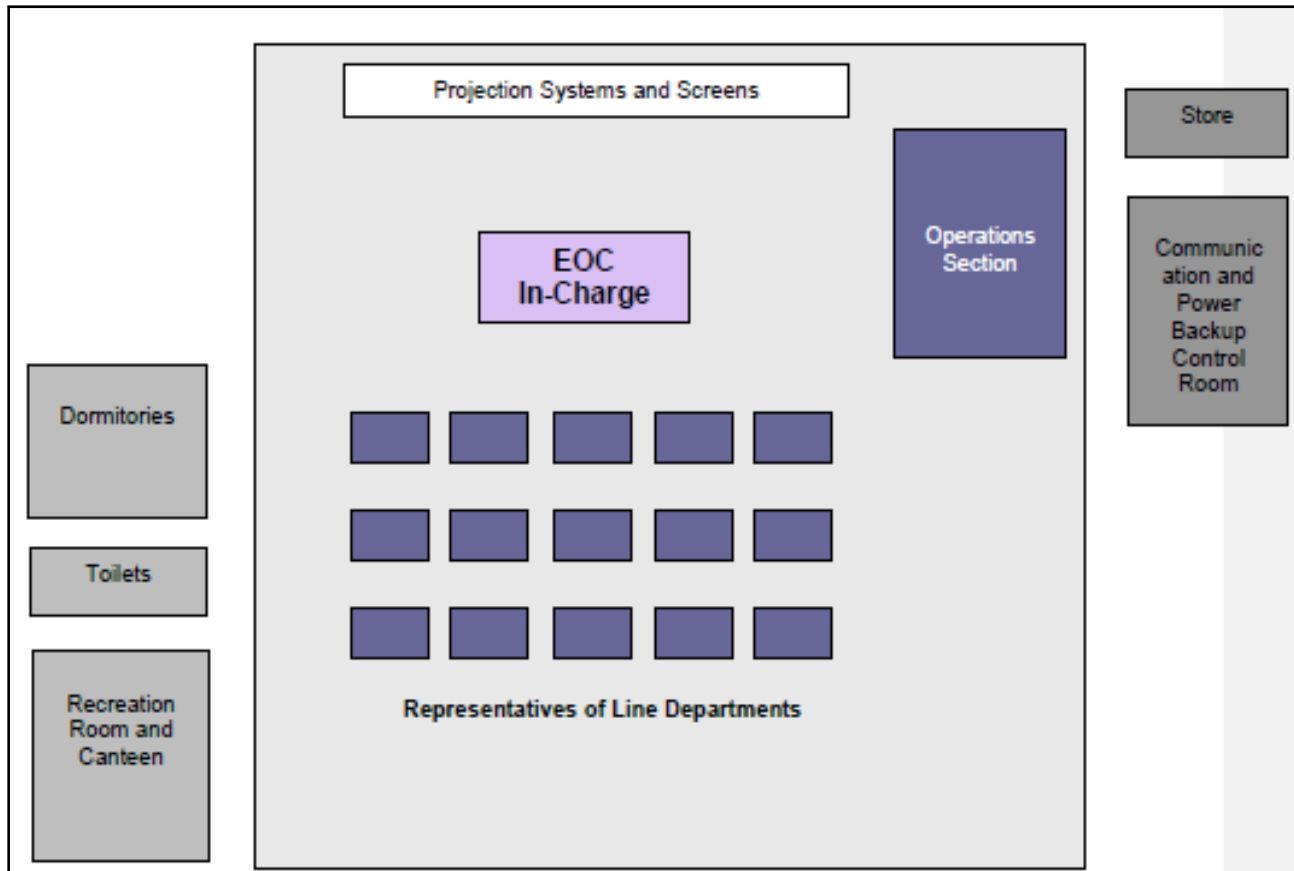 Projection Systems and Screens
Store
Operations
Section
EOC
In-Charge
Communic
ation and
Power
Backup
Control
Room
Dormitories
Toilets
Recreation
Room and
Canteen
Representatives of Line Departments